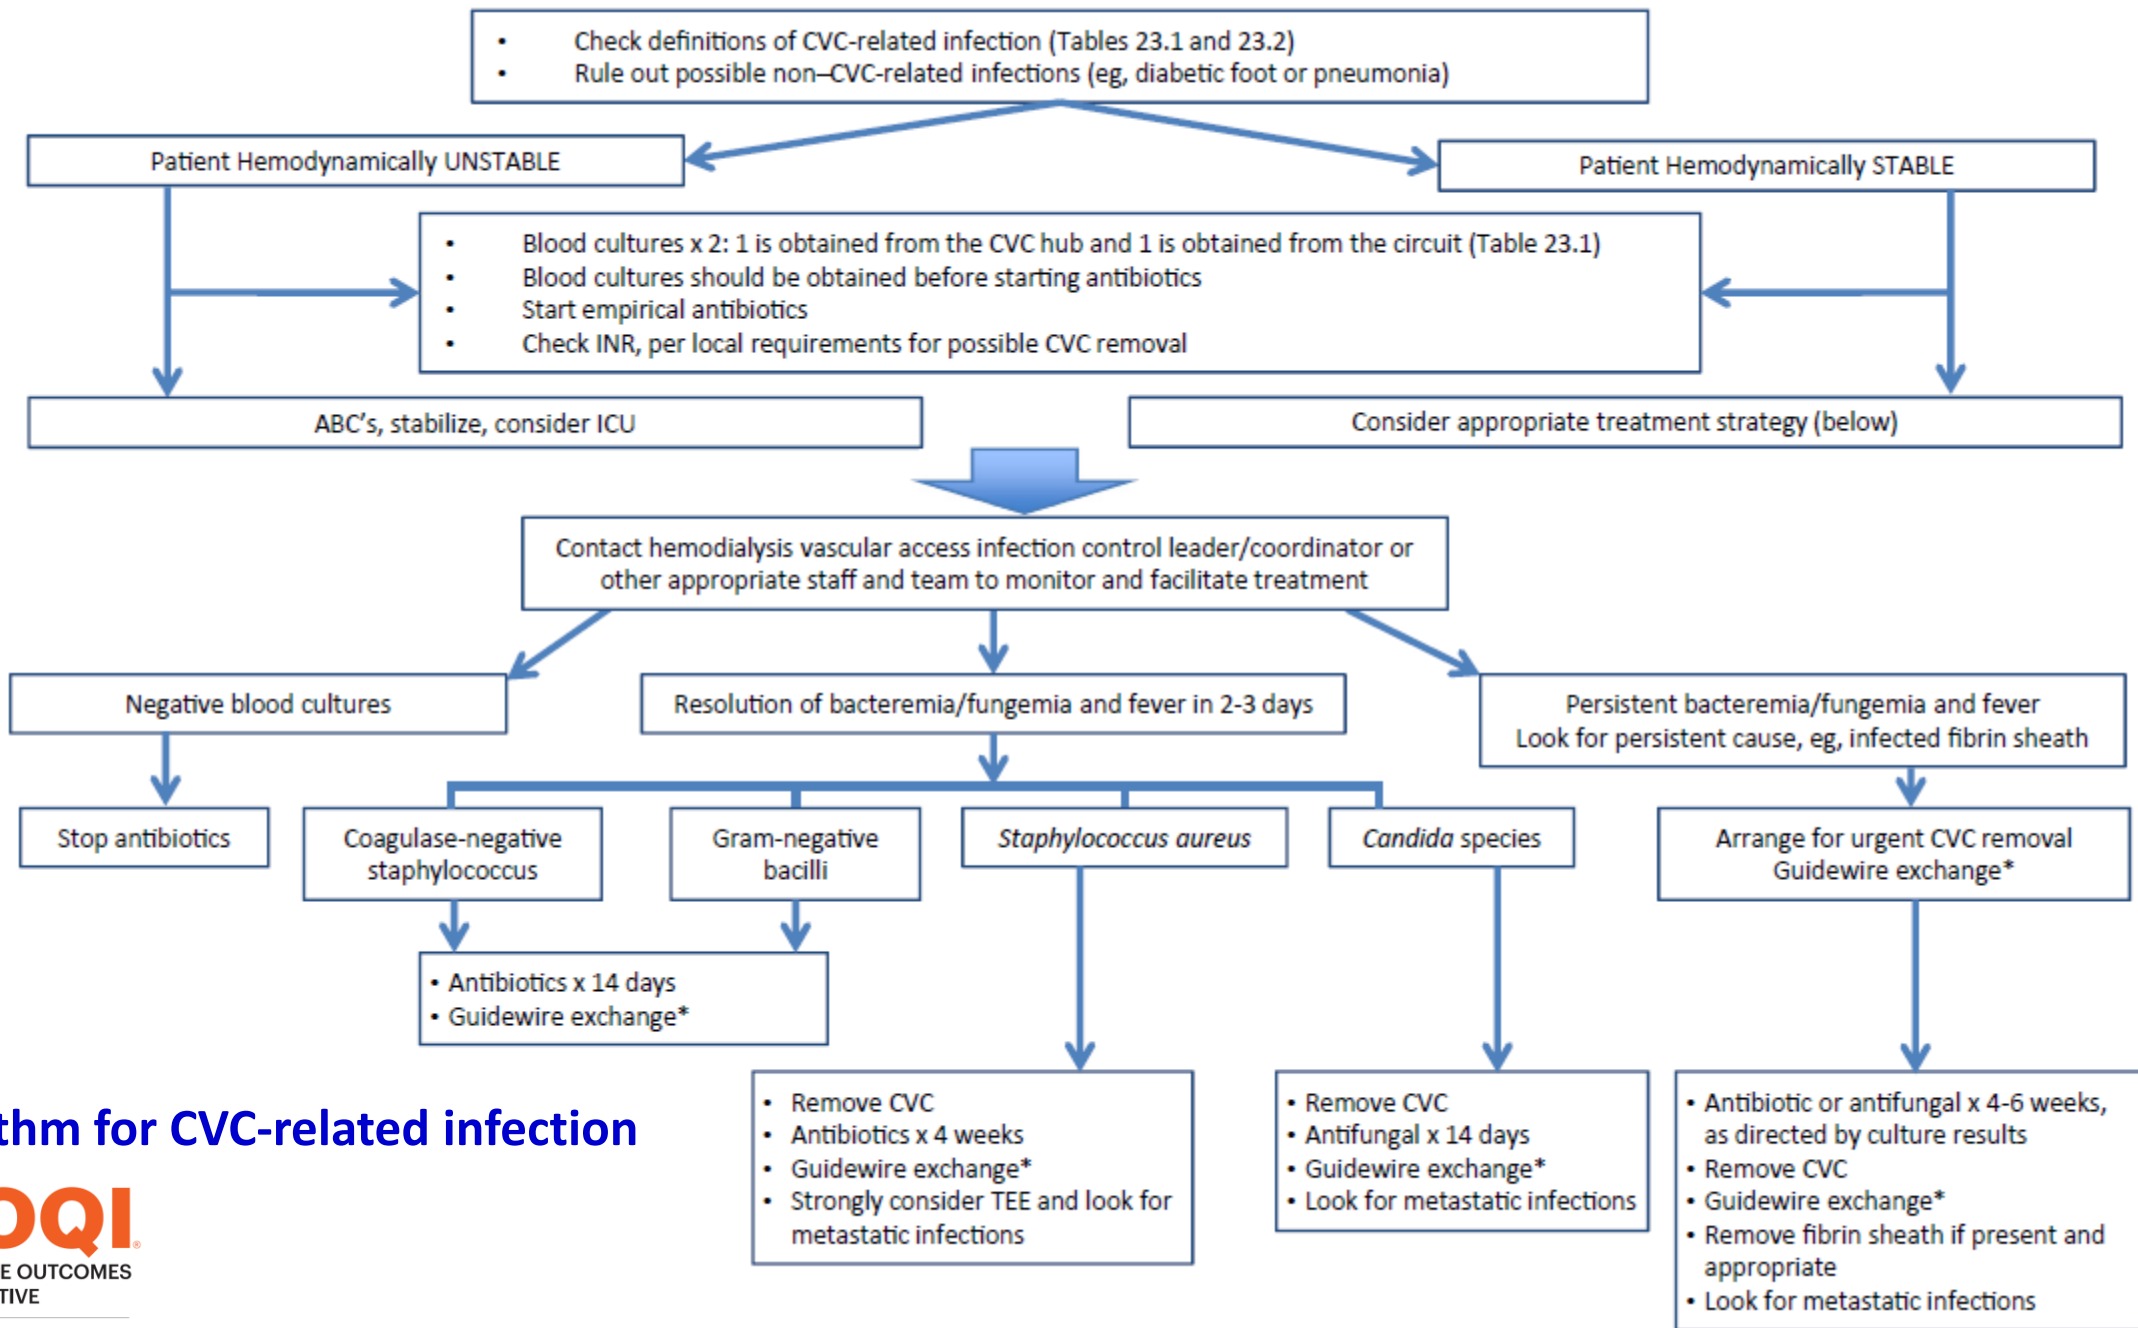 • Check definitions of CVC-related infection (Tables 23.1 and 23.2)
• Rule out possible non–CVC-related infections (eg, diabetic foot or pneumonia)
Patient Hemodynamically UNSTABLE
Patient Hemodynamically STABLE
• Blood cultures x 2: 1 is obtained from the CVC hub and 1 is obtained from the circuit (Table 23.1)
• Blood cultures should be obtained before starting antibiotics
• Start empirical antibiotics
• Check INR, per local requirements for possible CVC removal
ABC's, stabilize, consider ICU
Consider appropriate treatment strategy (below)
Contact hemodialysis vascular access infection control leader/coordinator or
other appropriate staff and team to monitor and facilitate treatment
Negative blood cultures
Resolution of bacteremia/fungemia and fever in 2-3 days
Persistent bacteremia/fungemia and fever
Look for persistent cause, eg, infected fibrin sheath
Stop antibiotics
Coagulase-negative
staphylococcus
Gram-negative
bacilli
Staphylococcus aureus
Candida species
Arrange for urgent CVC removal
Guidewire exchange*
• Antibiotics x 14 days
• Guidewire exchange*
• Remove CVC
• Antibiotics x 4 weeks
• Guidewire exchange*
• Strongly consider TEE and look for
metastatic infections
• Remove CVC
• Antifungal x 14 days
• Guidewire exchange*
• Look for metastatic infections
• Antibiotic or antifungal x 4-6 weeks,
as directed by culture results
• Remove CVC
• Guidewire exchange*
• Remove fibrin sheath if present and
appropriate
• Look for metastatic infections
thm for CVC-related infection
OQI®
E OUTCOMES
TIVE